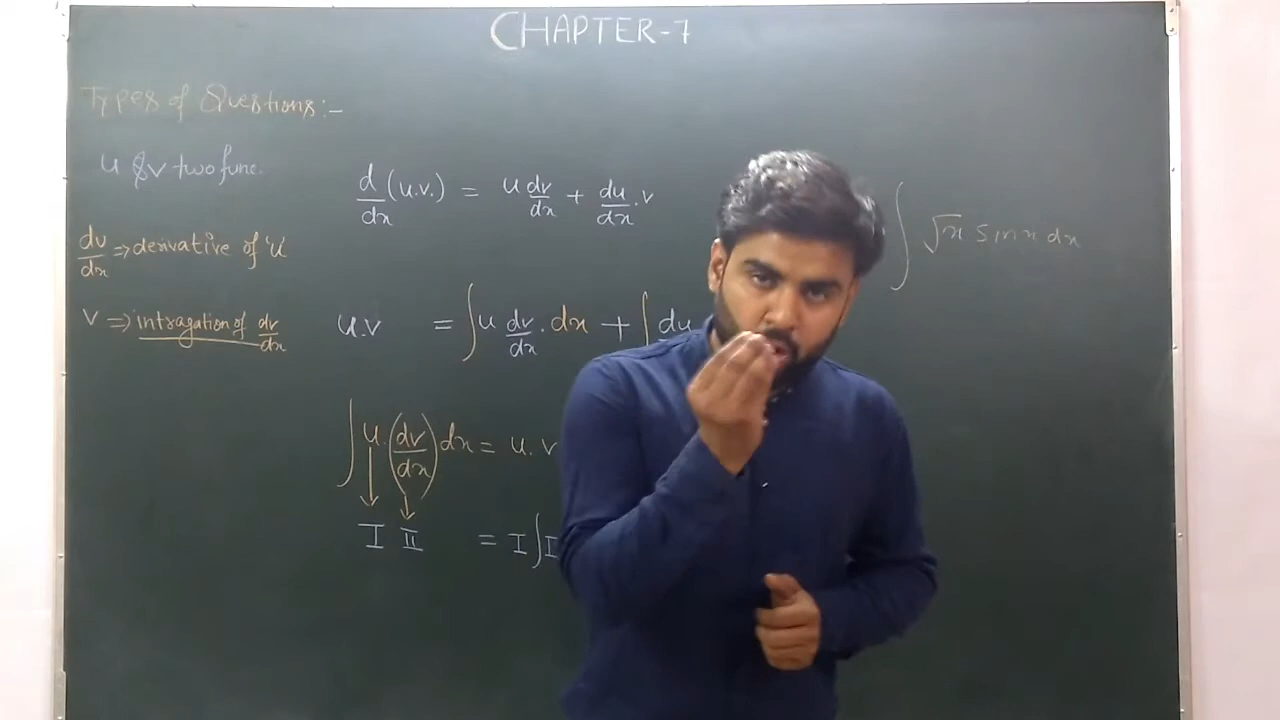 CHAPTER-7
Types of Questions:-
u & v two func.
d/dx (u.v.) = u dv/dx + du/dx . v
∫ √x sin x dx
du/dx ⇒ derivative of u
v ⇒ intragation of dv/dx
u.v = ∫ u dv/dx . dx + ∫ du
∫ u. (dv/dx) dx = u. v
I II = I ∫ I